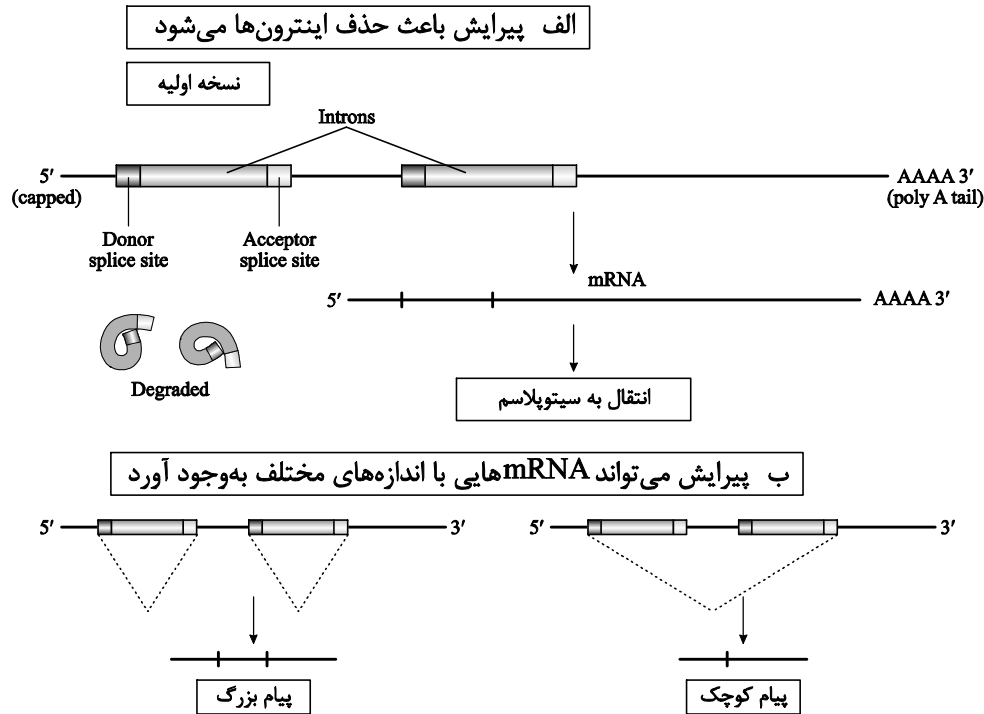 الف پیرایش باعث حذف اینترون‌ها می‌شود
نسخه اولیه
Introns
5′
(capped)
AAAA 3′
(poly A tail)
Donor
splice site
Acceptor
splice site
mRNA
5′
AAAA 3′
Degraded
انتقال به سیتوپلاسم
ب پیرایش می‌تواند mRNAهایی با اندازه‌های مختلف به‌وجود آورد
5′
3′
5′
3′
پیام بزرگ
پیام کوچک